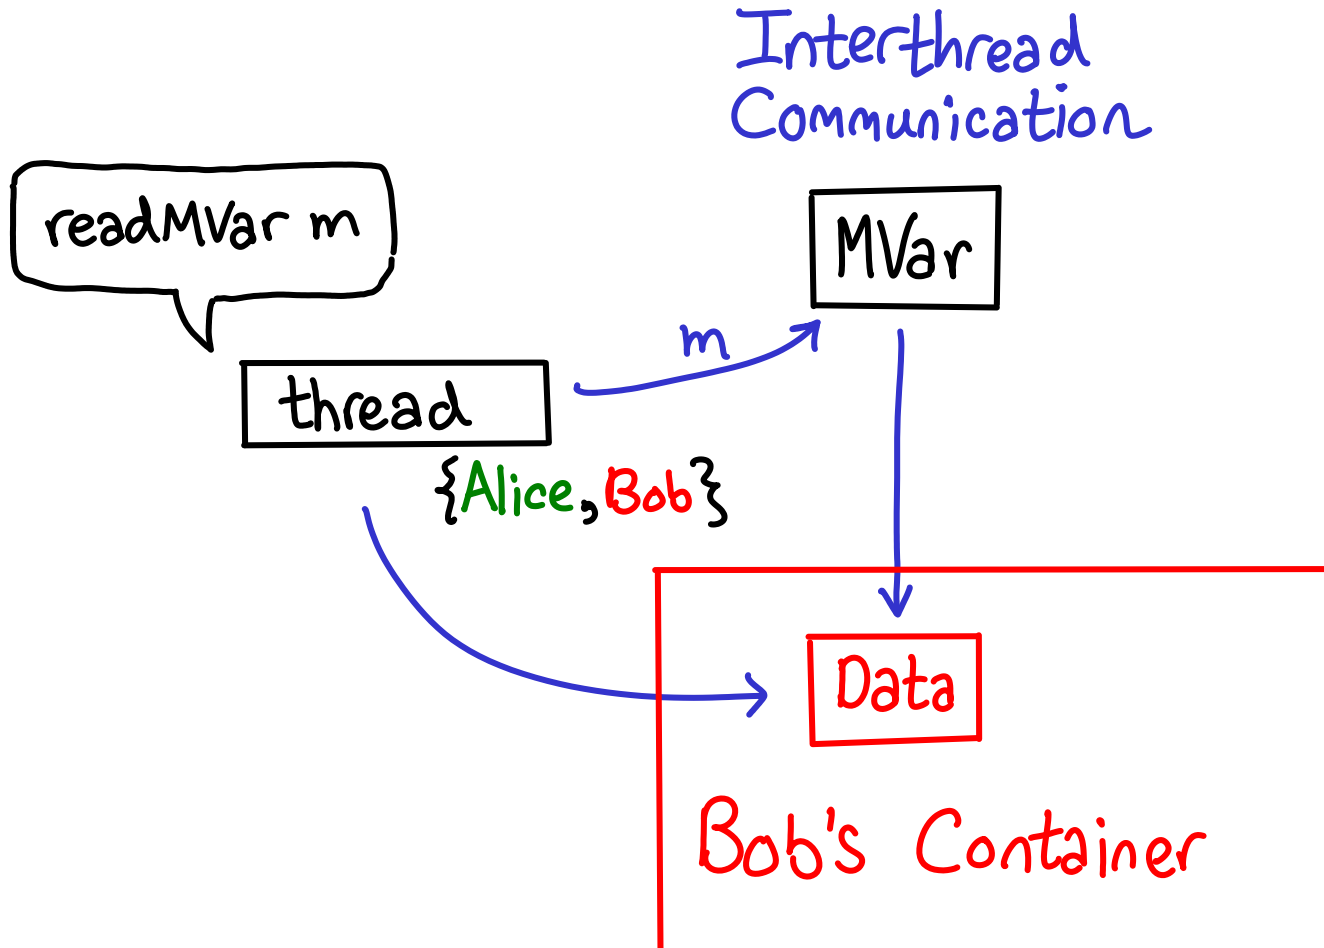 Interthread
Communication
readMVar m
MVar
m
thread
{Alice, Bob}
Data
Bob's Container